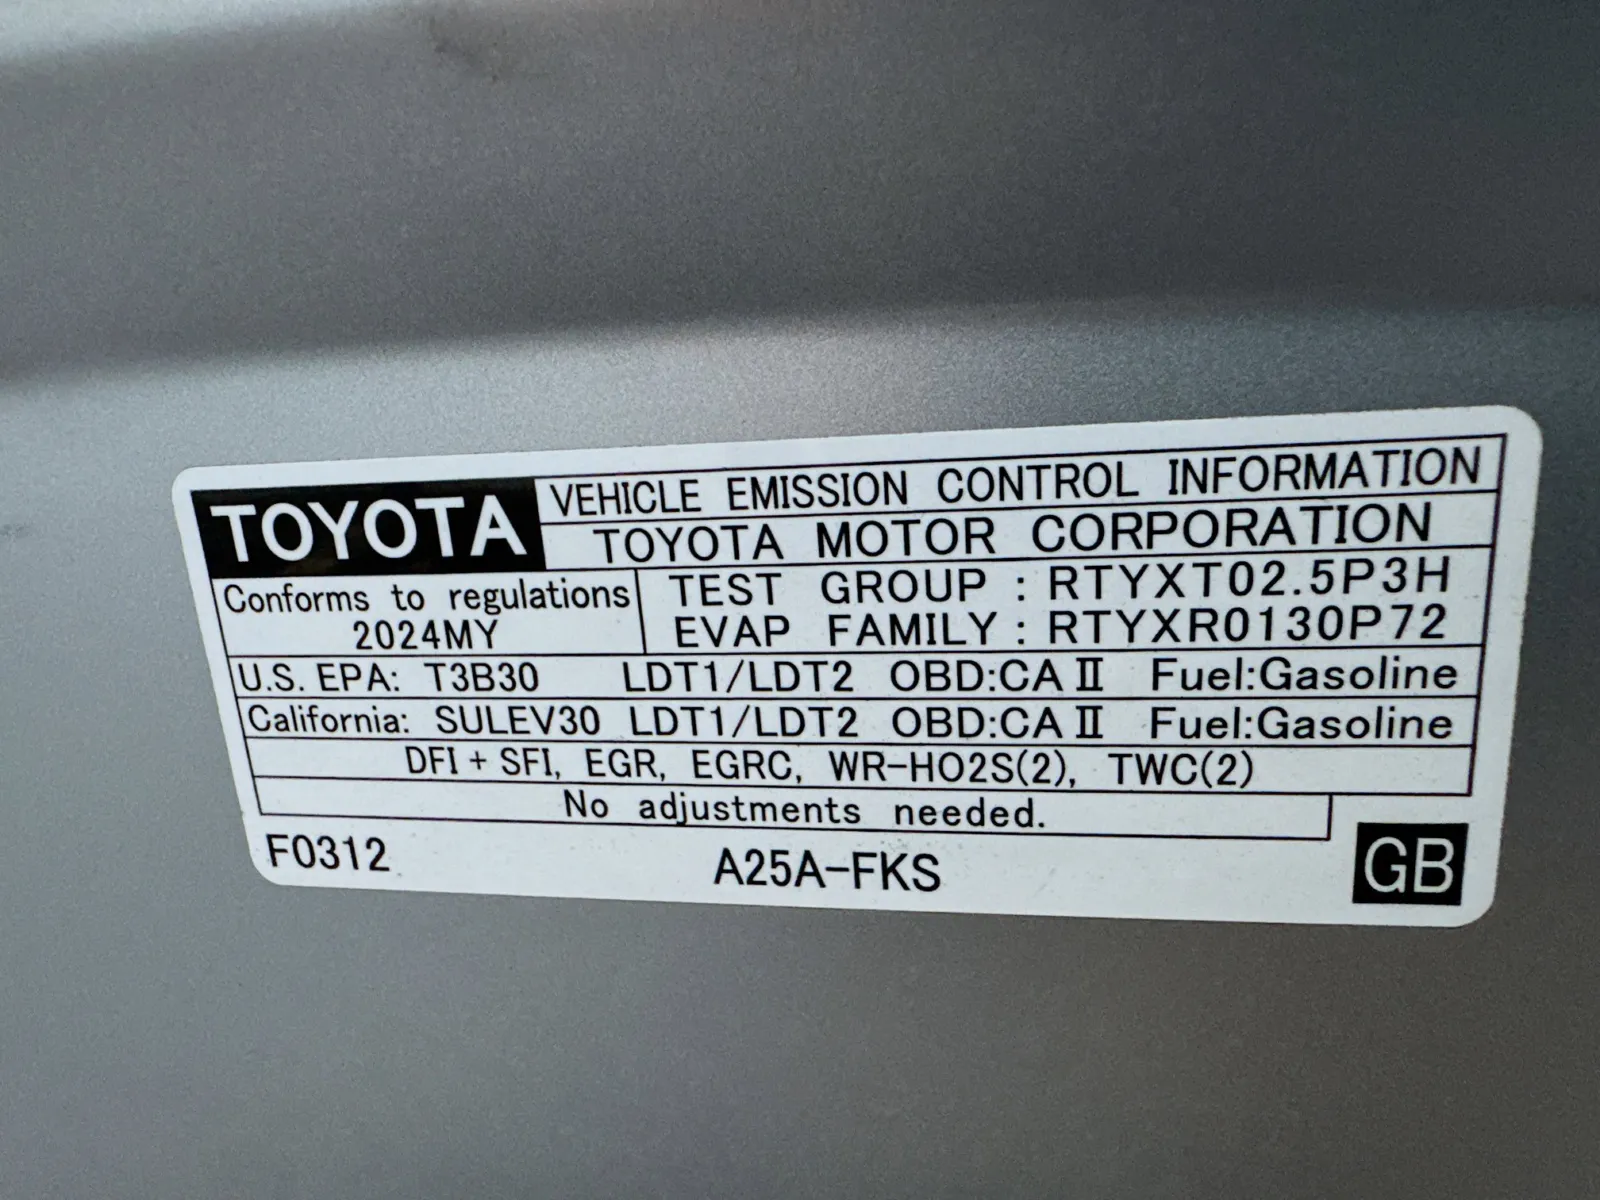 TOYOTA
VEHICLE EMISSION CONTROL INFORMATION
TOYOTA MOTOR CORPORATION
Conforms to regulations
2024MY
TEST GROUP : RTYXT02.5P3H
EVAP FAMILY : RTYXR0130P72
U.S. EPA: T3B30 LDT1/LDT2 OBD:CA II Fuel:Gasoline
California: SULEV30 LDT1/LDT2 OBD:CA II Fuel:Gasoline
DFI + SFI, EGR, EGRC, WR-HO2S(2), TWC(2)
No adjustments needed.
F0312
A25A-FKS
GB